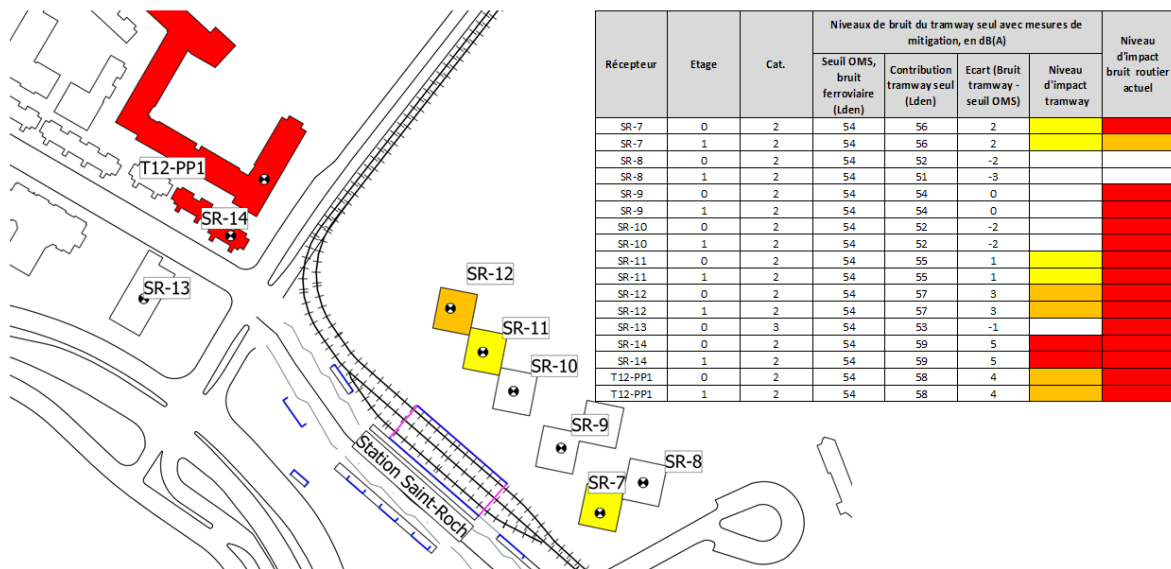 T12-PP1
SR-14
SR-13
SR-12
SR-11
SR-10
SR-9
SR-8
SR-7
Station Saint-Roch
Récepteur Etage Cat. Niveaux de bruit du tramway seul avec mesures de mitigation, en dB(A) Niveau d'impact bruit routier actuel
Seuil OMS, bruit ferroviaire (Lden) Contribution tramway seul (Lden) Ecart (Bruit tramway - seuil OMS) Niveau d'impact tramway
SR-7 0 2 54 56 2
SR-7 1 2 54 56 2
SR-8 0 2 54 52 -2
SR-8 1 2 54 51 -3
SR-9 0 2 54 54 0
SR-9 1 2 54 54 0
SR-10 0 2 54 52 -2
SR-10 1 2 54 52 -2
SR-11 0 2 54 55 1
SR-11 1 2 54 55 1
SR-12 0 2 54 57 3
SR-12 1 2 54 57 3
SR-13 0 3 54 53 -1
SR-14 0 2 54 59 5
SR-14 1 2 54 59 5
T12-PP1 0 2 54 58 4
T12-PP1 1 2 54 58 4